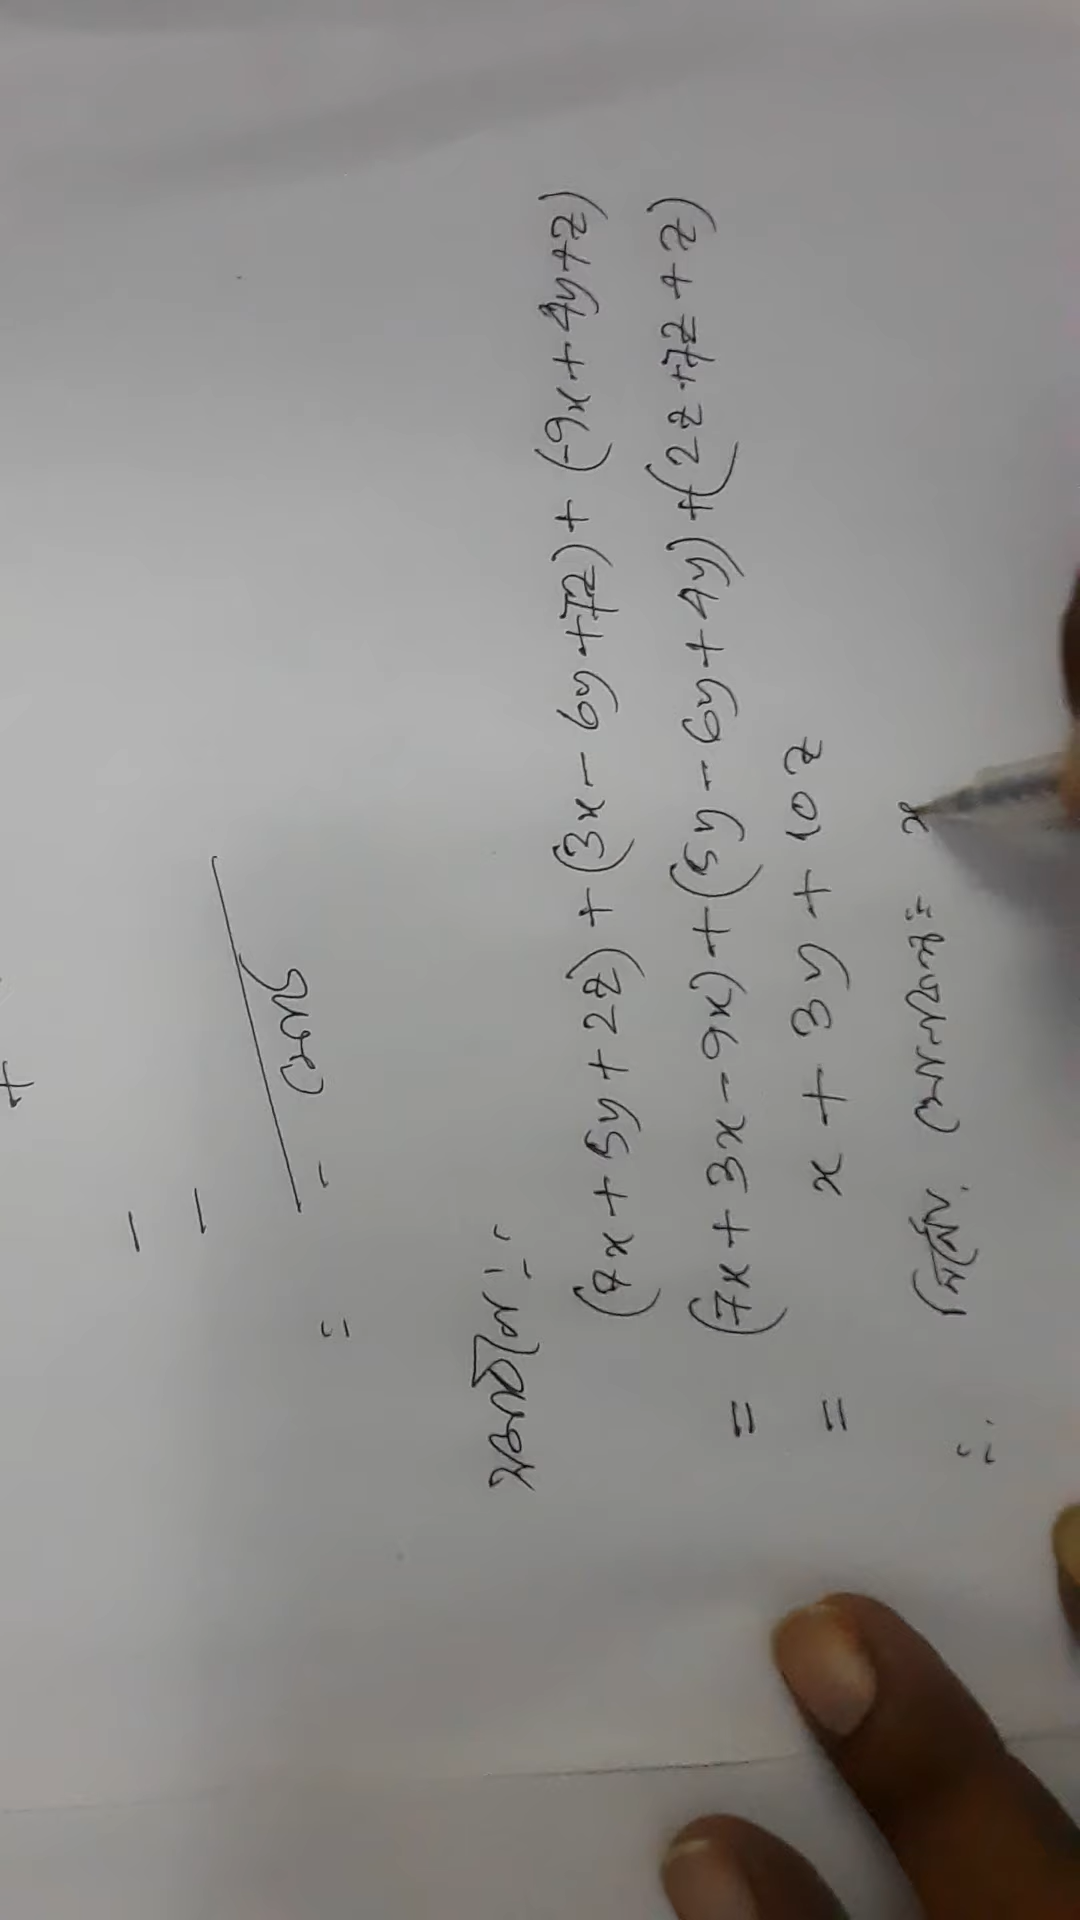 +
-
-
= - যোগ
সমাধান :-
(7x + 5y + 2z) + (3x - 6y + 7z) + (-9x + 4y + z)
= (7x + 3x - 9x) + (5y - 6y + 4y) + (2z + 7z + z)
= x + 3y + 10z
∴ নির্ণেয় যোগফল = x